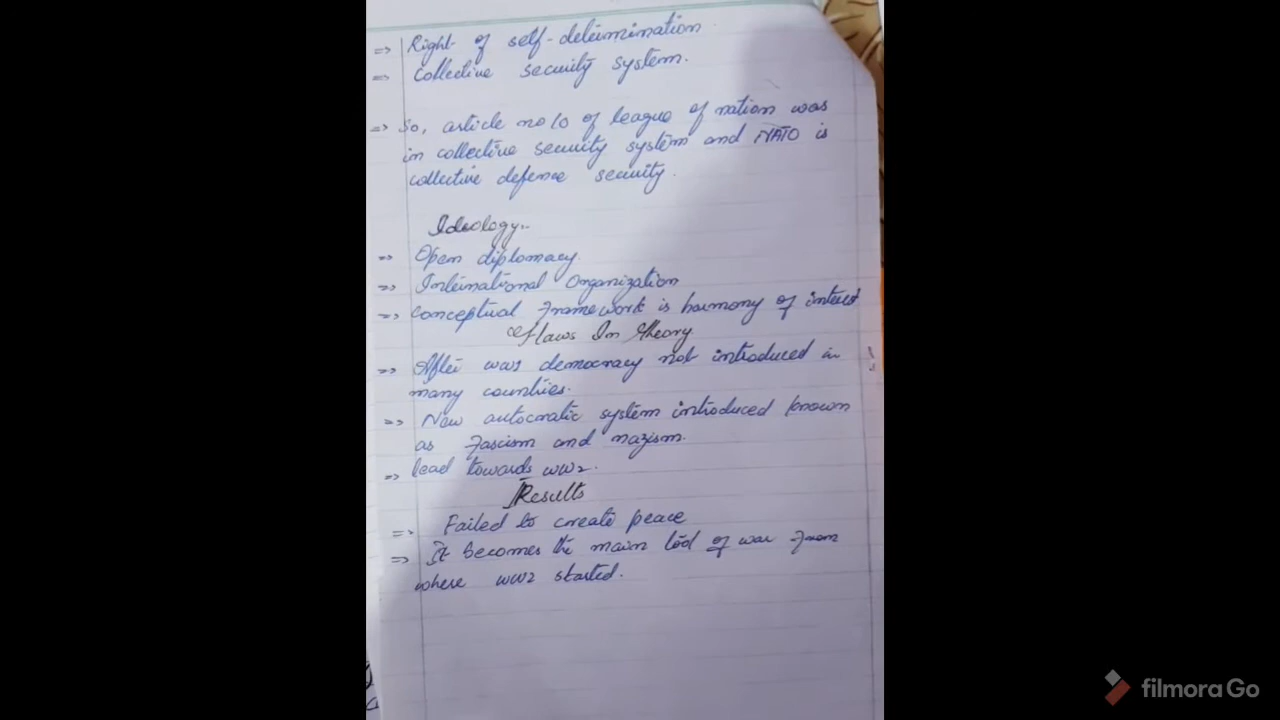 => Right of self-determination
=> Collective security system.
=> So, article no 10 of league of nation was
in collective security system and NATO is
collective defence security.
Ideology:-
=> Open diplomacy.
=> International Organization
=> Conceptual Framework is harmony of interest
Flaws In Theory
=> After ww1 democracy not introduced in
many countries.
=> New autocratic system introduced known
as Fascism and nazism.
=> lead towards ww2.
Results
=> Failed to create peace
=> It becomes the main of war From
where ww2 started.
filmora Go